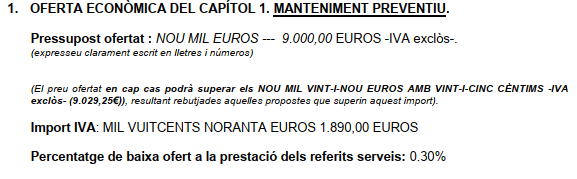 1. OFERTA ECONÒMICA DEL CAPÍTOL 1. MANTENIMENT PREVENTIU.
Pressupost ofertat : NOU MIL EUROS --- 9.000,00 EUROS -IVA exclòs-.
(expresseu clarament escrit en lletres i números)
(El preu ofertat en cap cas podrà superar els NOU MIL VINT-I-NOU EUROS AMB VINT-I-CINC CÈNTIMS -IVA
exclòs- (9.029,25€)), resultant rebutjades aquelles propostes que superin aquest import).
Import IVA: MIL VUITCENTS NORANTA EUROS 1.890,00 EUROS
Percentatge de baixa ofert a la prestació dels referits serveis: 0.30%